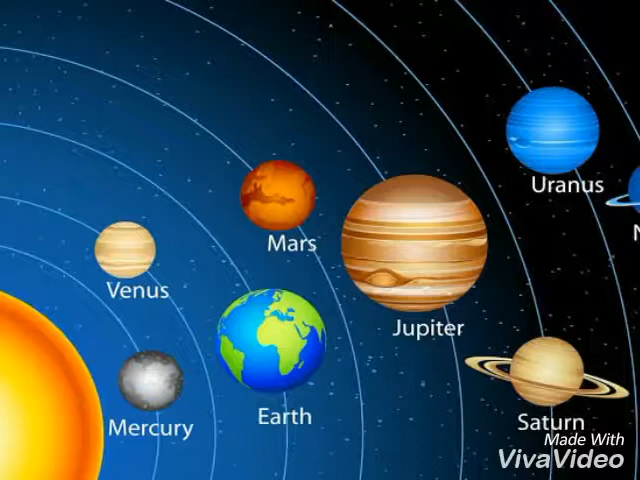 Uranus
N
Mars
Venus
Jupiter
Mercury
Earth
Saturn
Made With
VivaVideo